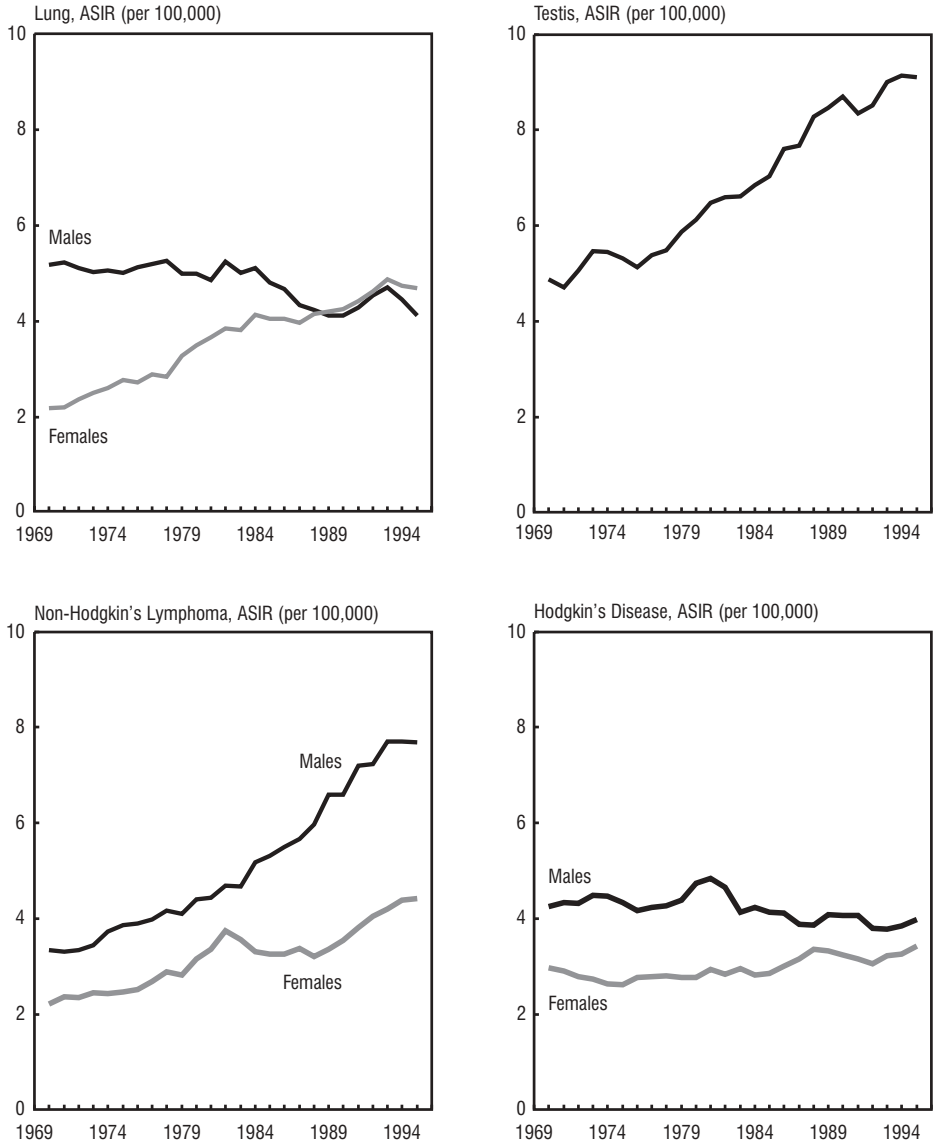 Lung, ASIR (per 100,000)
10
8
6
4
2
0
Males
Females
1969 1974 1979 1984 1989 1994
Testis, ASIR (per 100,000)
10
8
6
4
2
0
1969 1974 1979 1984 1989 1994
Non-Hodgkin’s Lymphoma, ASIR (per 100,000)
10
8
6
4
2
0
Males
Females
1969 1974 1979 1984 1989 1994
Hodgkin’s Disease, ASIR (per 100,000)
10
8
6
4
2
0
Males
Females
1969 1974 1979 1984 1989 1994